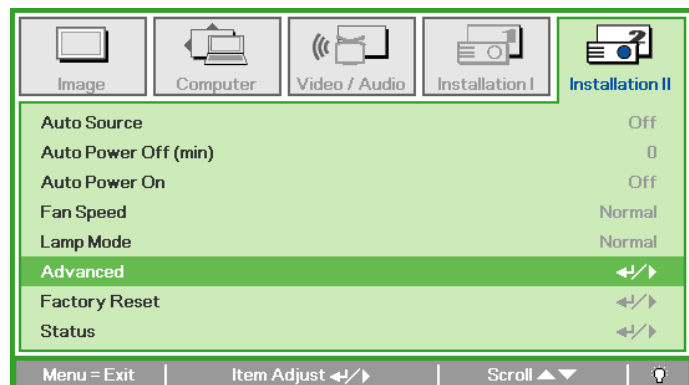 Image Computer Video / Audio Installation I Installation II
Auto Source Off
Auto Power Off (min) 0
Auto Power On Off
Fan Speed Normal
Lamp Mode Normal
Advanced
Factory Reset
Status
Menu = Exit Item Adjust Scroll